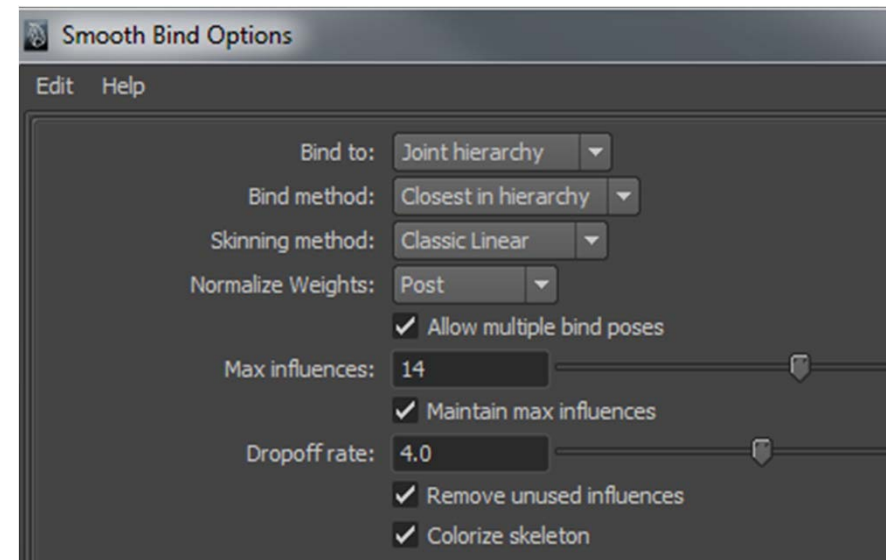 Smooth Bind Options
Edit Help
Bind to: Joint hierarchy
Bind method: Closest in hierarchy
Skinning method: Classic Linear
Normalize Weights: Post
Allow multiple bind poses
Max influences: 14
Maintain max influences
Dropoff rate: 4.0
Remove unused influences
Colorize skeleton